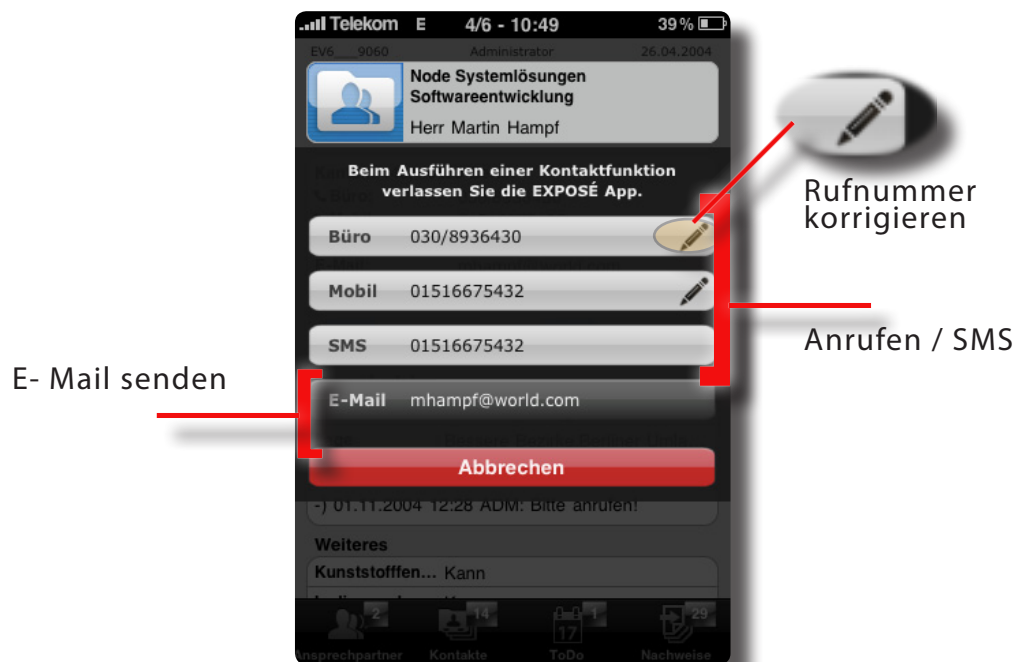 Telekom E 4/6 - 10:49 39 %
EV6___9060 Administrator 26.04.2004
Node Systemlösungen
Softwareentwicklung
Herr Martin Hampf
Beim Ausführen einer Kontaktfunktion
verlassen Sie die EXPOSÉ App.
Büro 030/8936430
Mobil 01516675432
SMS 01516675432
E-Mail mhampf@world.com
Abbrechen
-) 01.11.2004 12:28 ADM: Bitte anrufen!
Weiteres
Kunststofffen... Kann
2 14 1 29
17
Ansprechpartner Kontakte ToDo Nachweise
Rufnummer
korrigieren
Anrufen / SMS
E- Mail senden